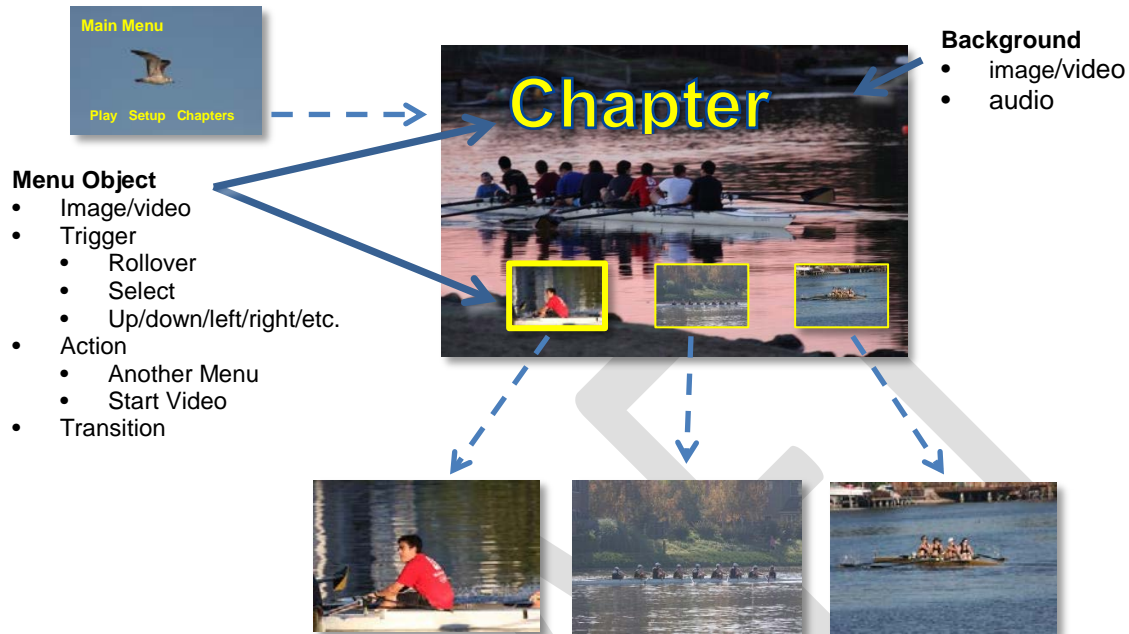 Main Menu
Play Setup Chapters
Chapter
Background
• image/video
• audio
Menu Object
• Image/video
• Trigger
• Rollover
• Select
• Up/down/left/right/etc.
• Action
• Another Menu
• Start Video
• Transition